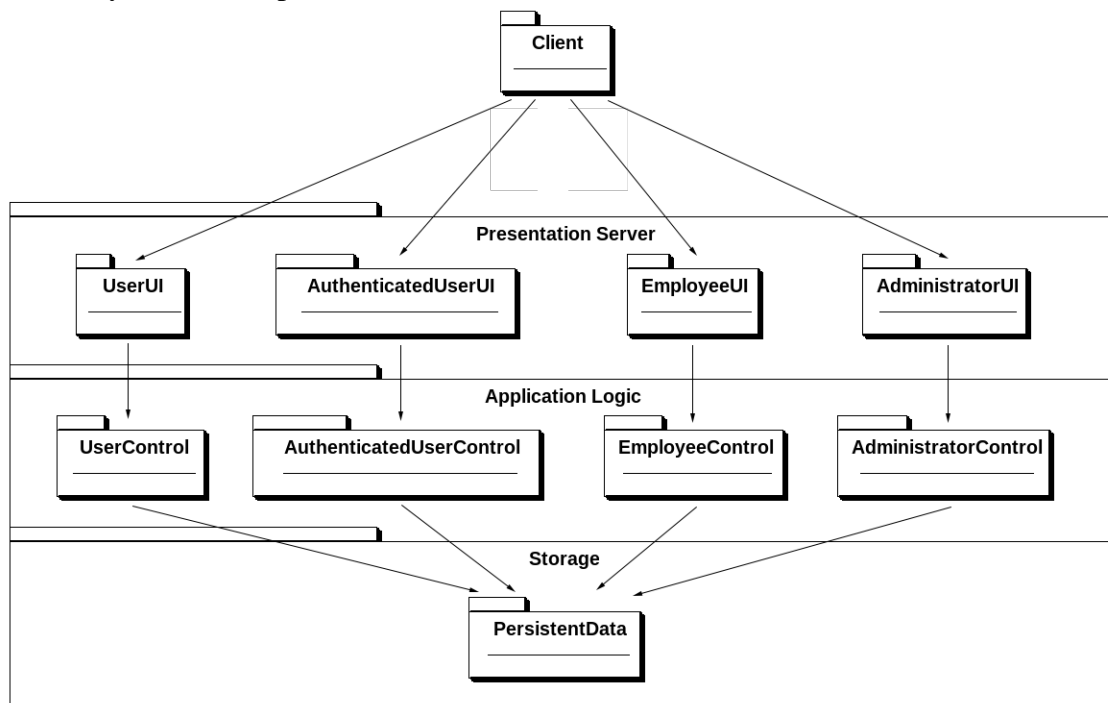 Client
Presentation Server
UserUI
AuthenticatedUserUI
EmployeeUI
AdministratorUI
Application Logic
UserControl
AuthenticatedUserControl
EmployeeControl
AdministratorControl
Storage
PersistentData